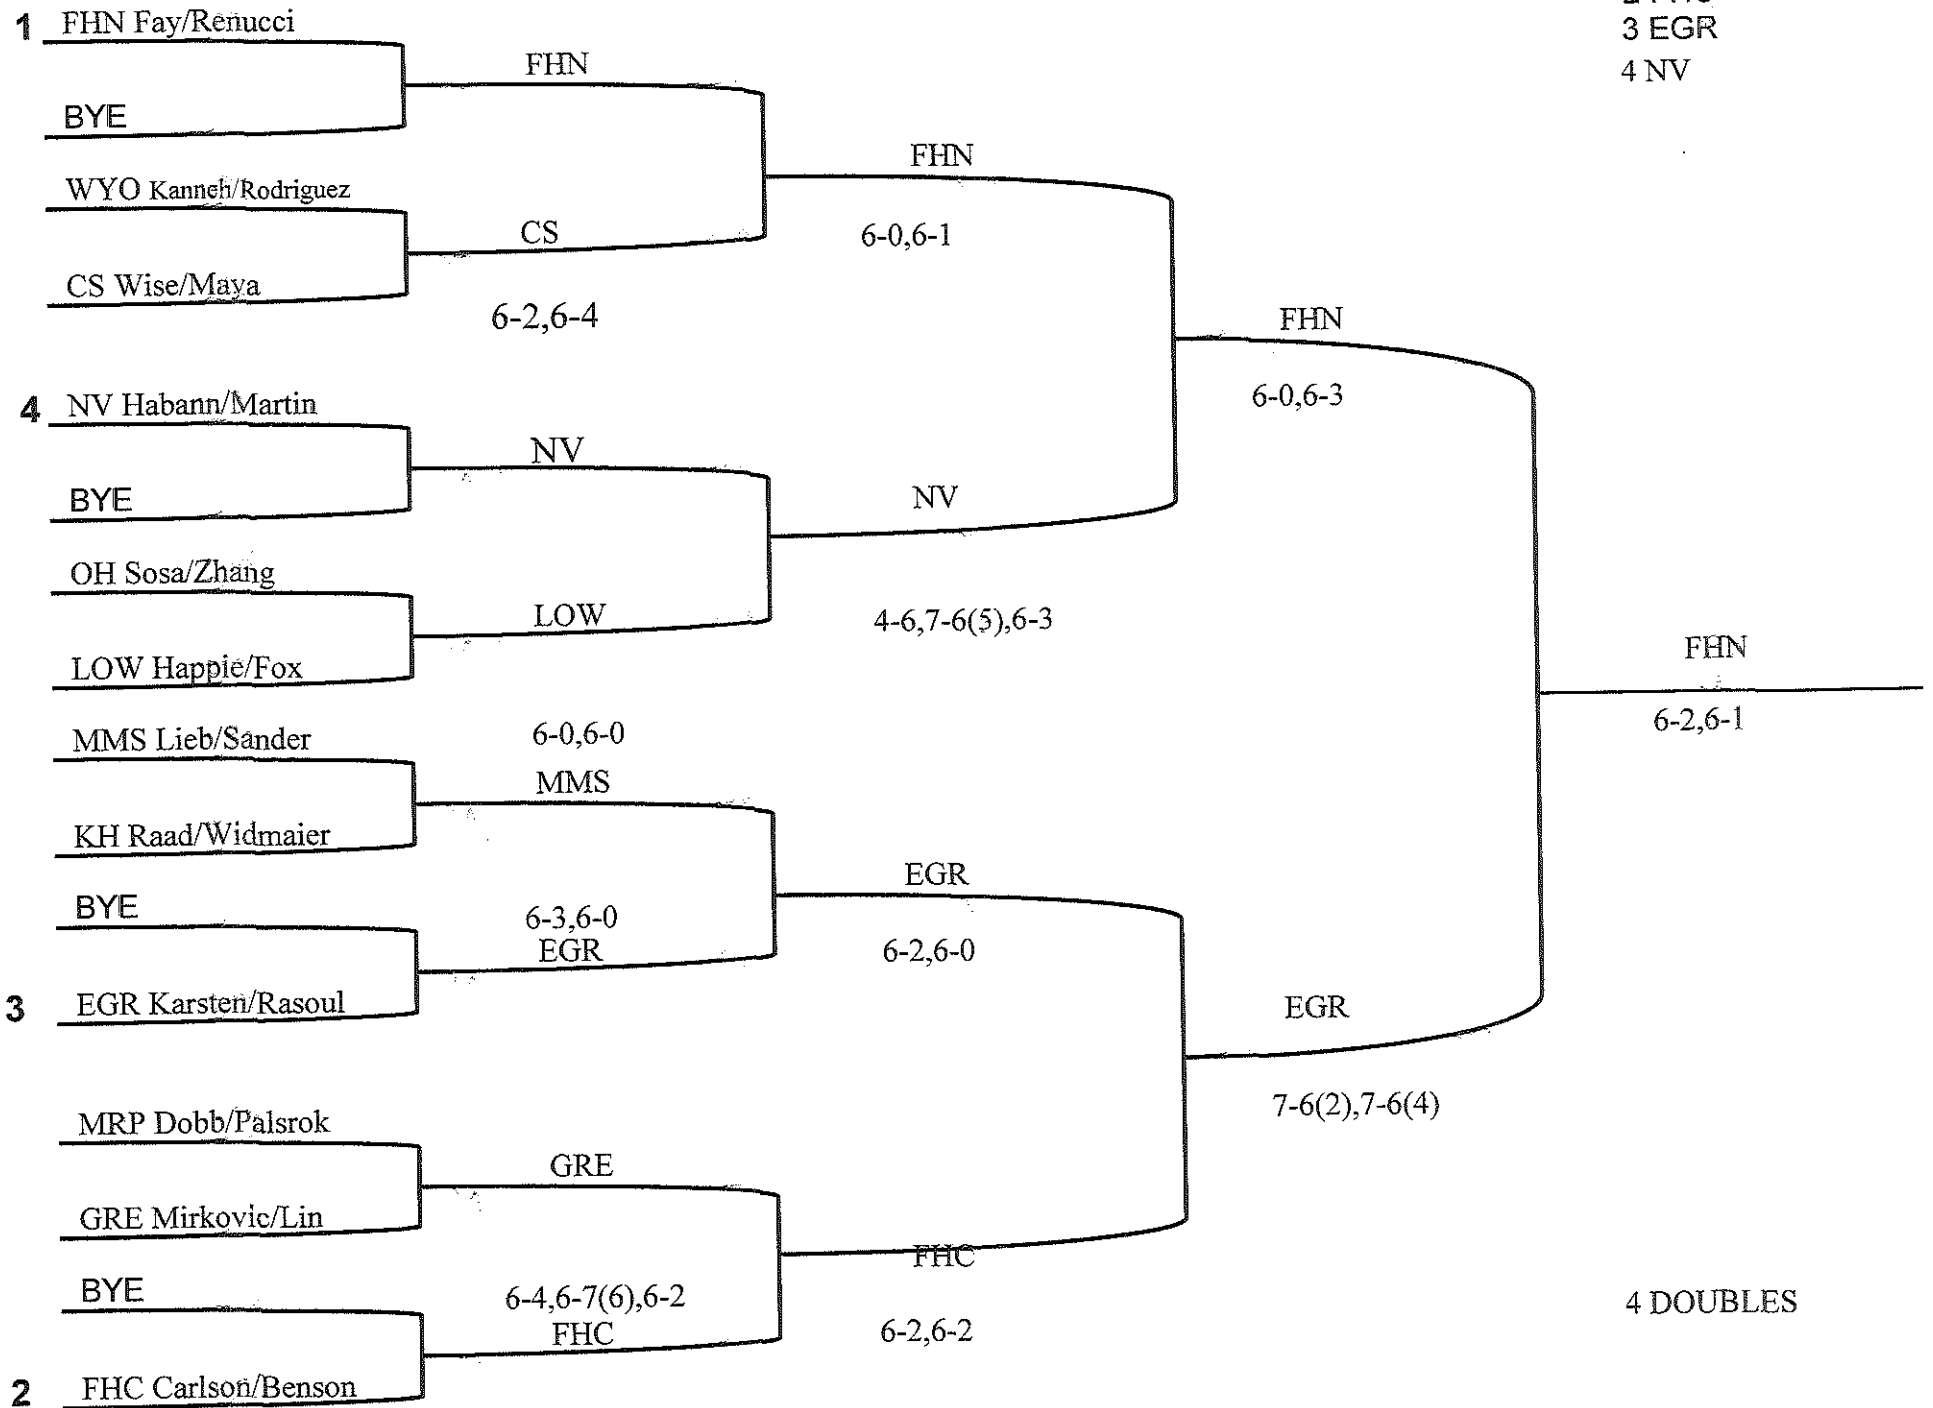 1 FHN Fay/Renucci
BYE
WYO Kanneh/Rodriguez
CS Wise/Maya
4 NV Habann/Martin
BYE
OH Sosa/Zhang
LOW Happie/Fox
MMS Lieb/Sander
KH Raad/Widmaier
BYE
3 EGR Karsten/Rasoul
MRP Dobb/Palsrok
GRE Mirkovic/Lin
BYE
2 FHC Carlson/Benson
FHN
CS
6-2,6-4
NV
LOW
6-0,6-0
MMS
6-3,6-0
EGR
GRE
6-4,6-7(6),6-2
FHC
FHN
6-0,6-1
NV
4-6,7-6(5),6-3
EGR
6-2,6-0
FHC
6-2,6-2
FHN
6-0,6-3
EGR
7-6(2),7-6(4)
FHN
6-2,6-1
3 EGR
4 NV
4 DOUBLES